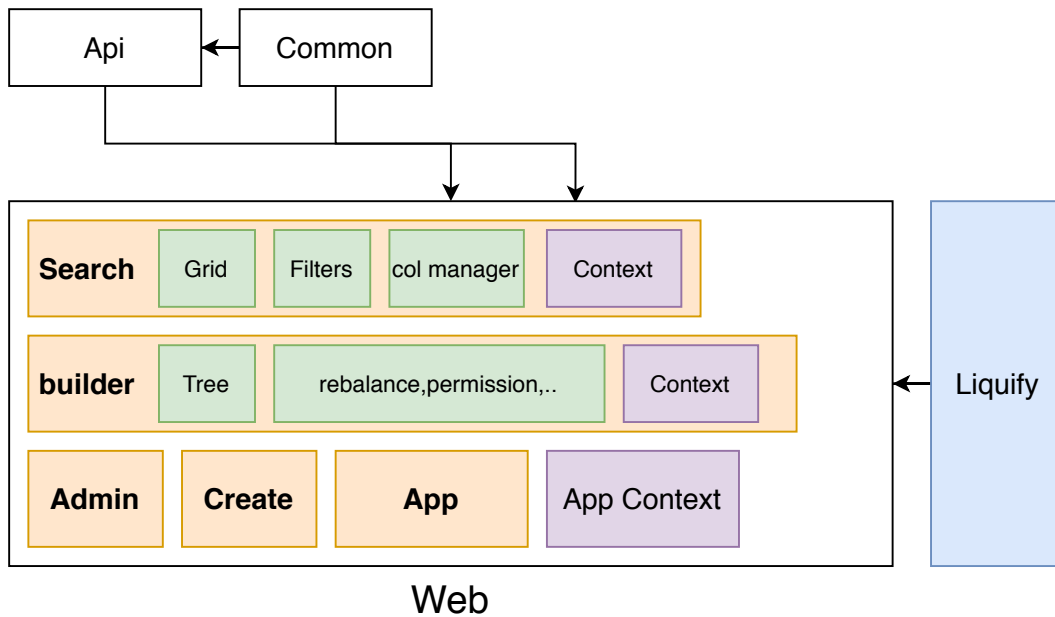 Api
Common
Search
Grid
Filters
col manager
Context
builder
Tree
rebalance,permission,..
Context
Liquify
Admin
Create
App
App Context
Web